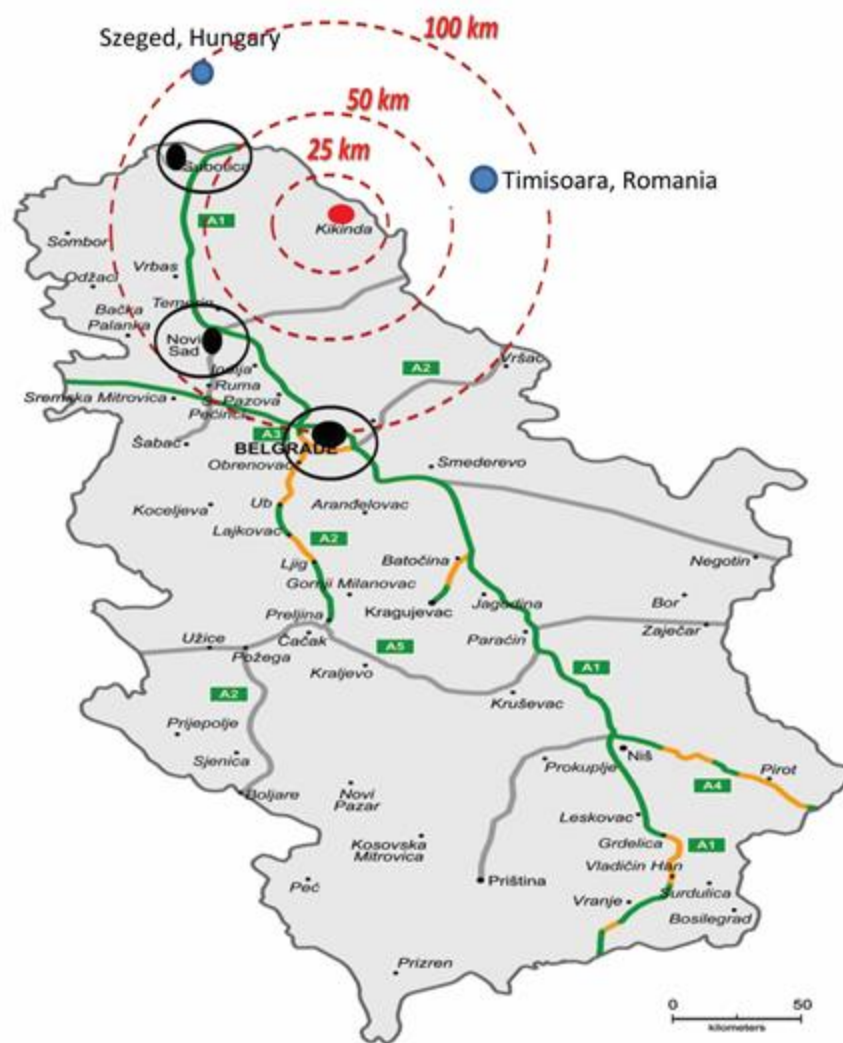 100 km
Szeged, Hungary
50 km
25 km
Subotica
Timisoara, Romania
A1
Kikinda
Sombor
Vrbas
Odžaci
Temerin
Bačka
Palanka
Novi
Sad
Inđija
Vršac
A2
Ruma
S. Pazova
Sremska Mitrovica
Pećinci
A3
BELGRADE
Šabac
Obrenovac
Smederevo
Koceljeva
Ub
Aranđelovac
Lajkovac
A2
Ljig
Batočina
Negotin
Gornji Milanovac
Kragujevac
Jagodina
Bor
Preljina
Zaječar
Užice
Čačak
Paraćin
Požega
A5
Kraljevo
A1
A2
Kruševac
Prijepolje
Sjenica
Niš
Prokuplje
Pirot
A4
Boljare
Novi
Pazar
Leskovac
Kosovska
Mitrovica
Grdelica
A1
Vladičin Han
Peć
Priština
Surdulica
Vranje
Bosilegrad
Prizren
0 50
kilometers